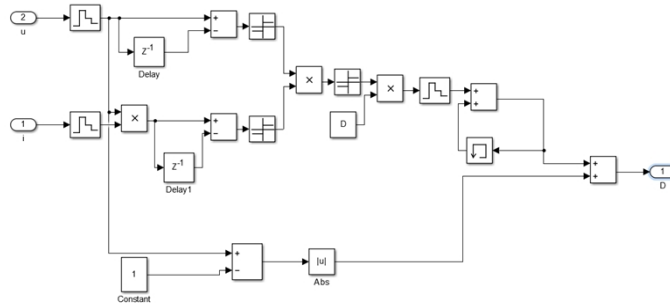 2
u
+
−
Z⁻¹
Delay
×
D
×
+
+
1
i
×
+
−
Z⁻¹
Delay1
+
+
1
D
+
−
1
Constant
|u|
Abs